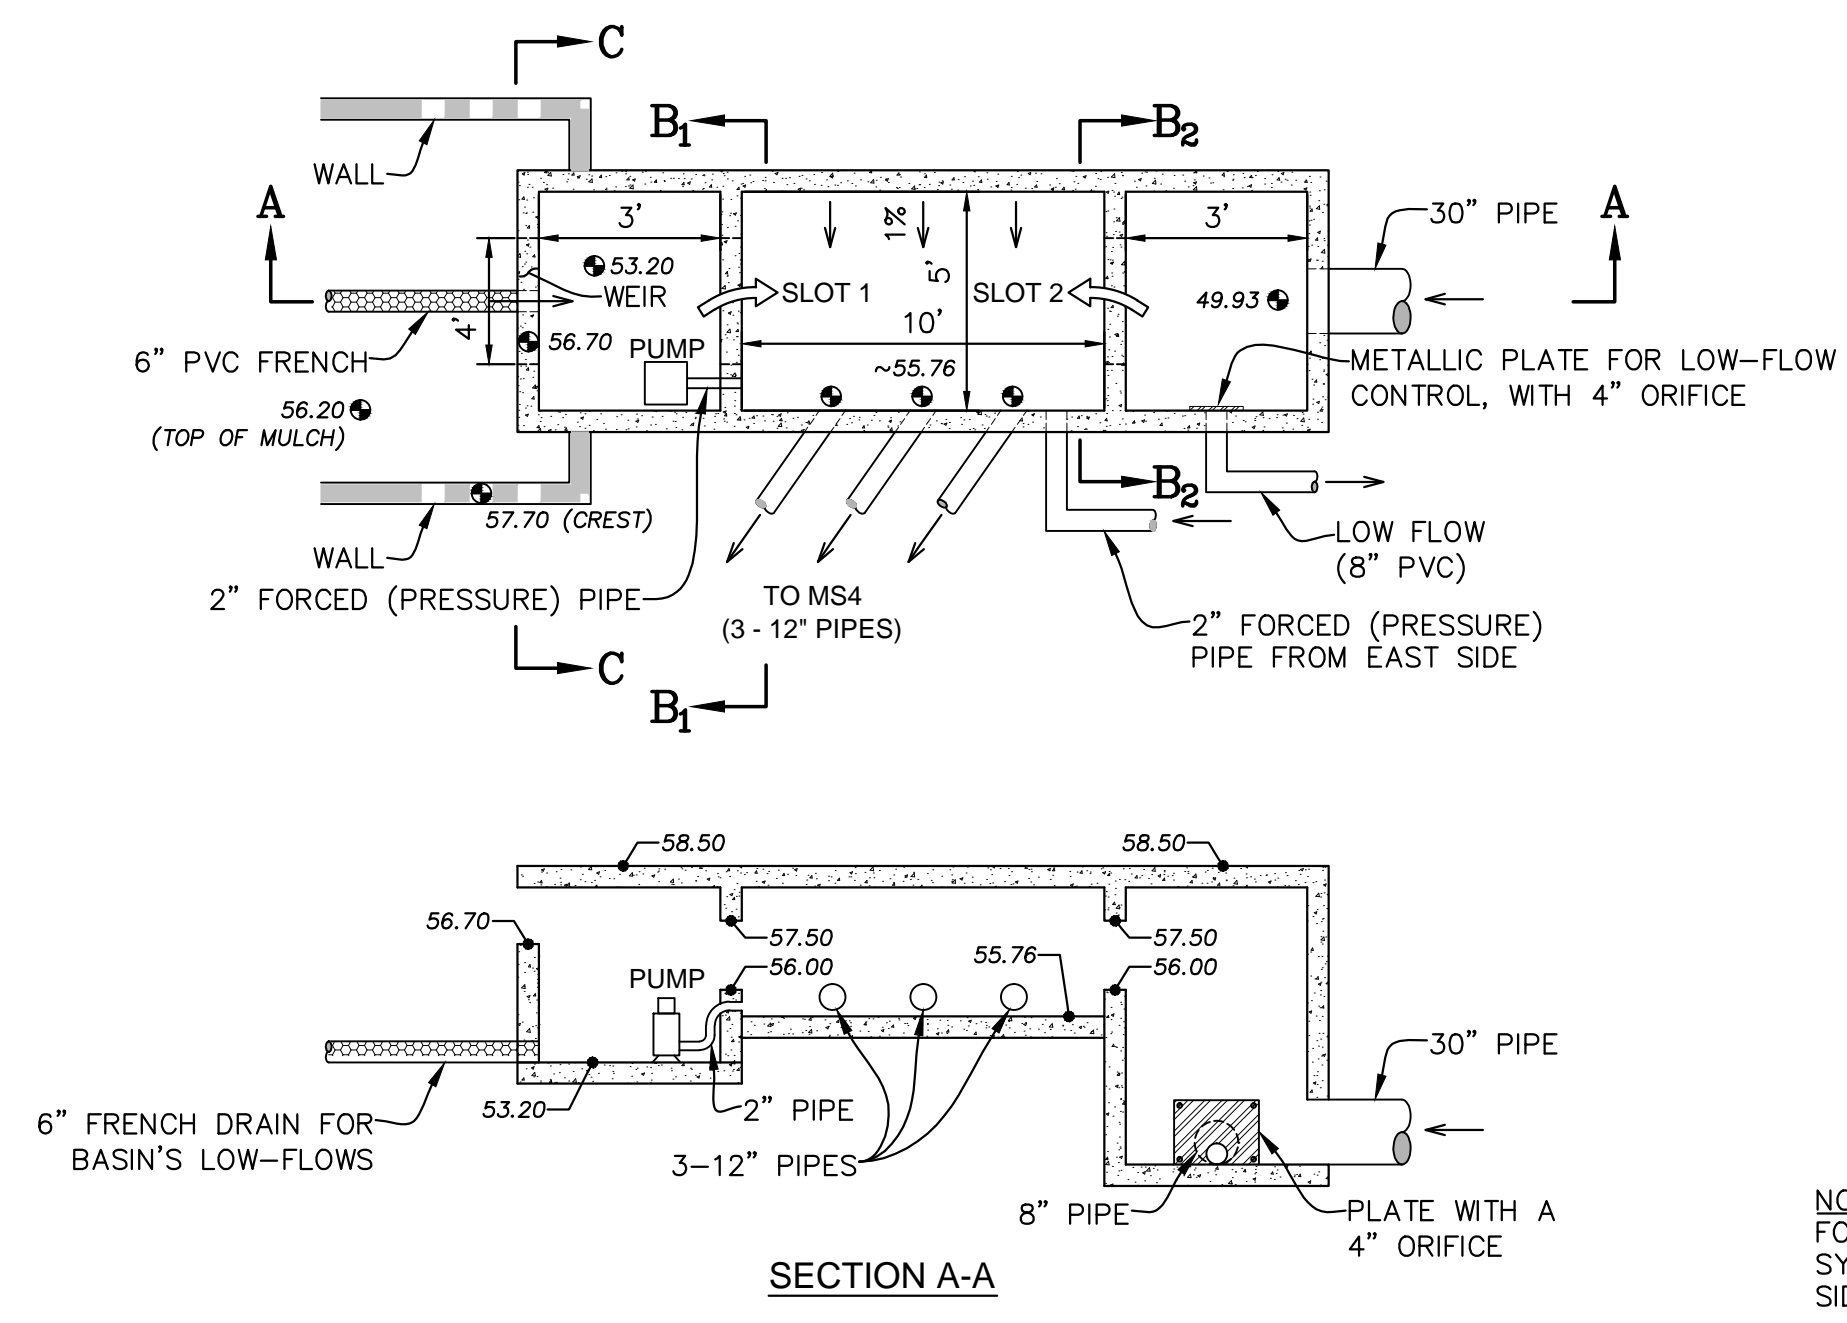 C
B1
B2
WALL
A
A
3'
1%
3'
30” PIPE
53.20
WEIR
SLOT 1
5'
SLOT 2
49.93
4'
10'
6” PVC FRENCH
56.70
PUMP
~55.76
METALLIC PLATE FOR LOW–FLOW
CONTROL, WITH 4” ORIFICE
56.20
(TOP OF MULCH)
57.70 (CREST)
B2
WALL
LOW FLOW
(8” PVC)
2” FORCED (PRESSURE) PIPE
TO MS4
(3 - 12" PIPES)
2” FORCED (PRESSURE)
PIPE FROM EAST SIDE
C
B1
58.50
58.50
56.70
57.50
57.50
56.00
55.76
56.00
PUMP
30” PIPE
53.20
2” PIPE
6” FRENCH DRAIN FOR
BASIN'S LOW–FLOWS
3–12” PIPES
8” PIPE
PLATE WITH A
4” ORIFICE
SECTION A-A